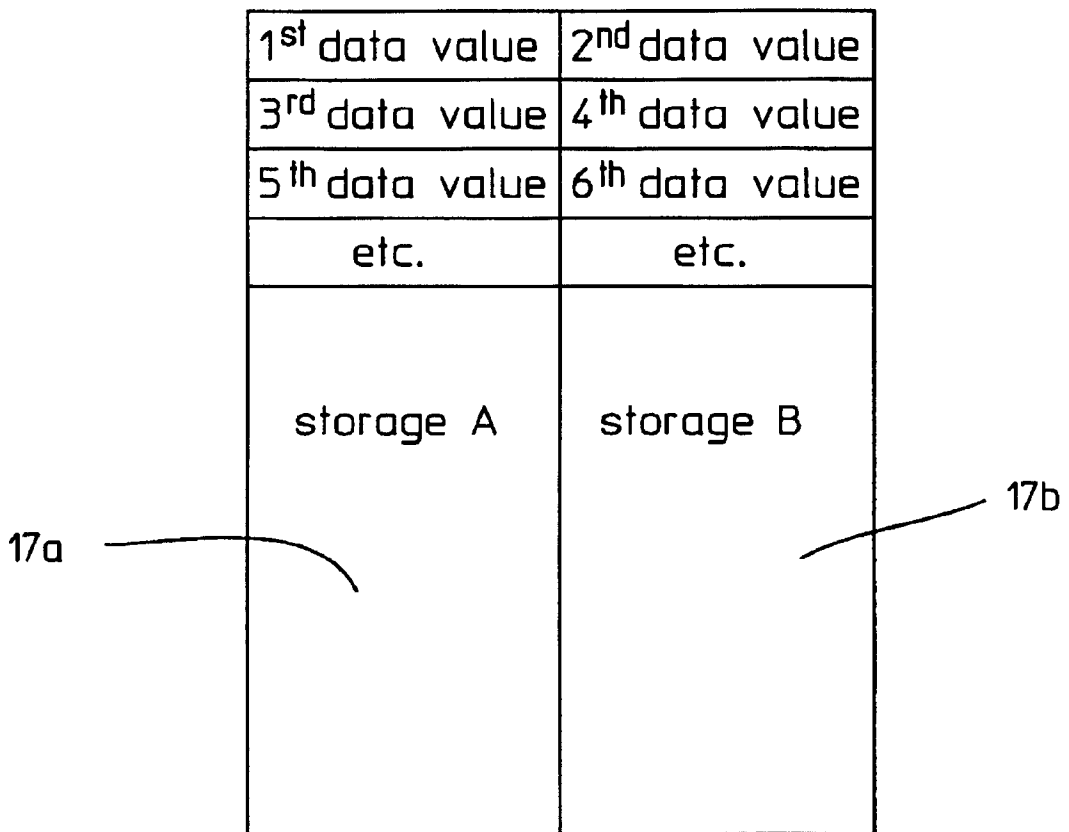 1st data value 2nd data value
3rd data value 4th data value
5th data value 6th data value
etc. etc.
storage A storage B
17b
17a